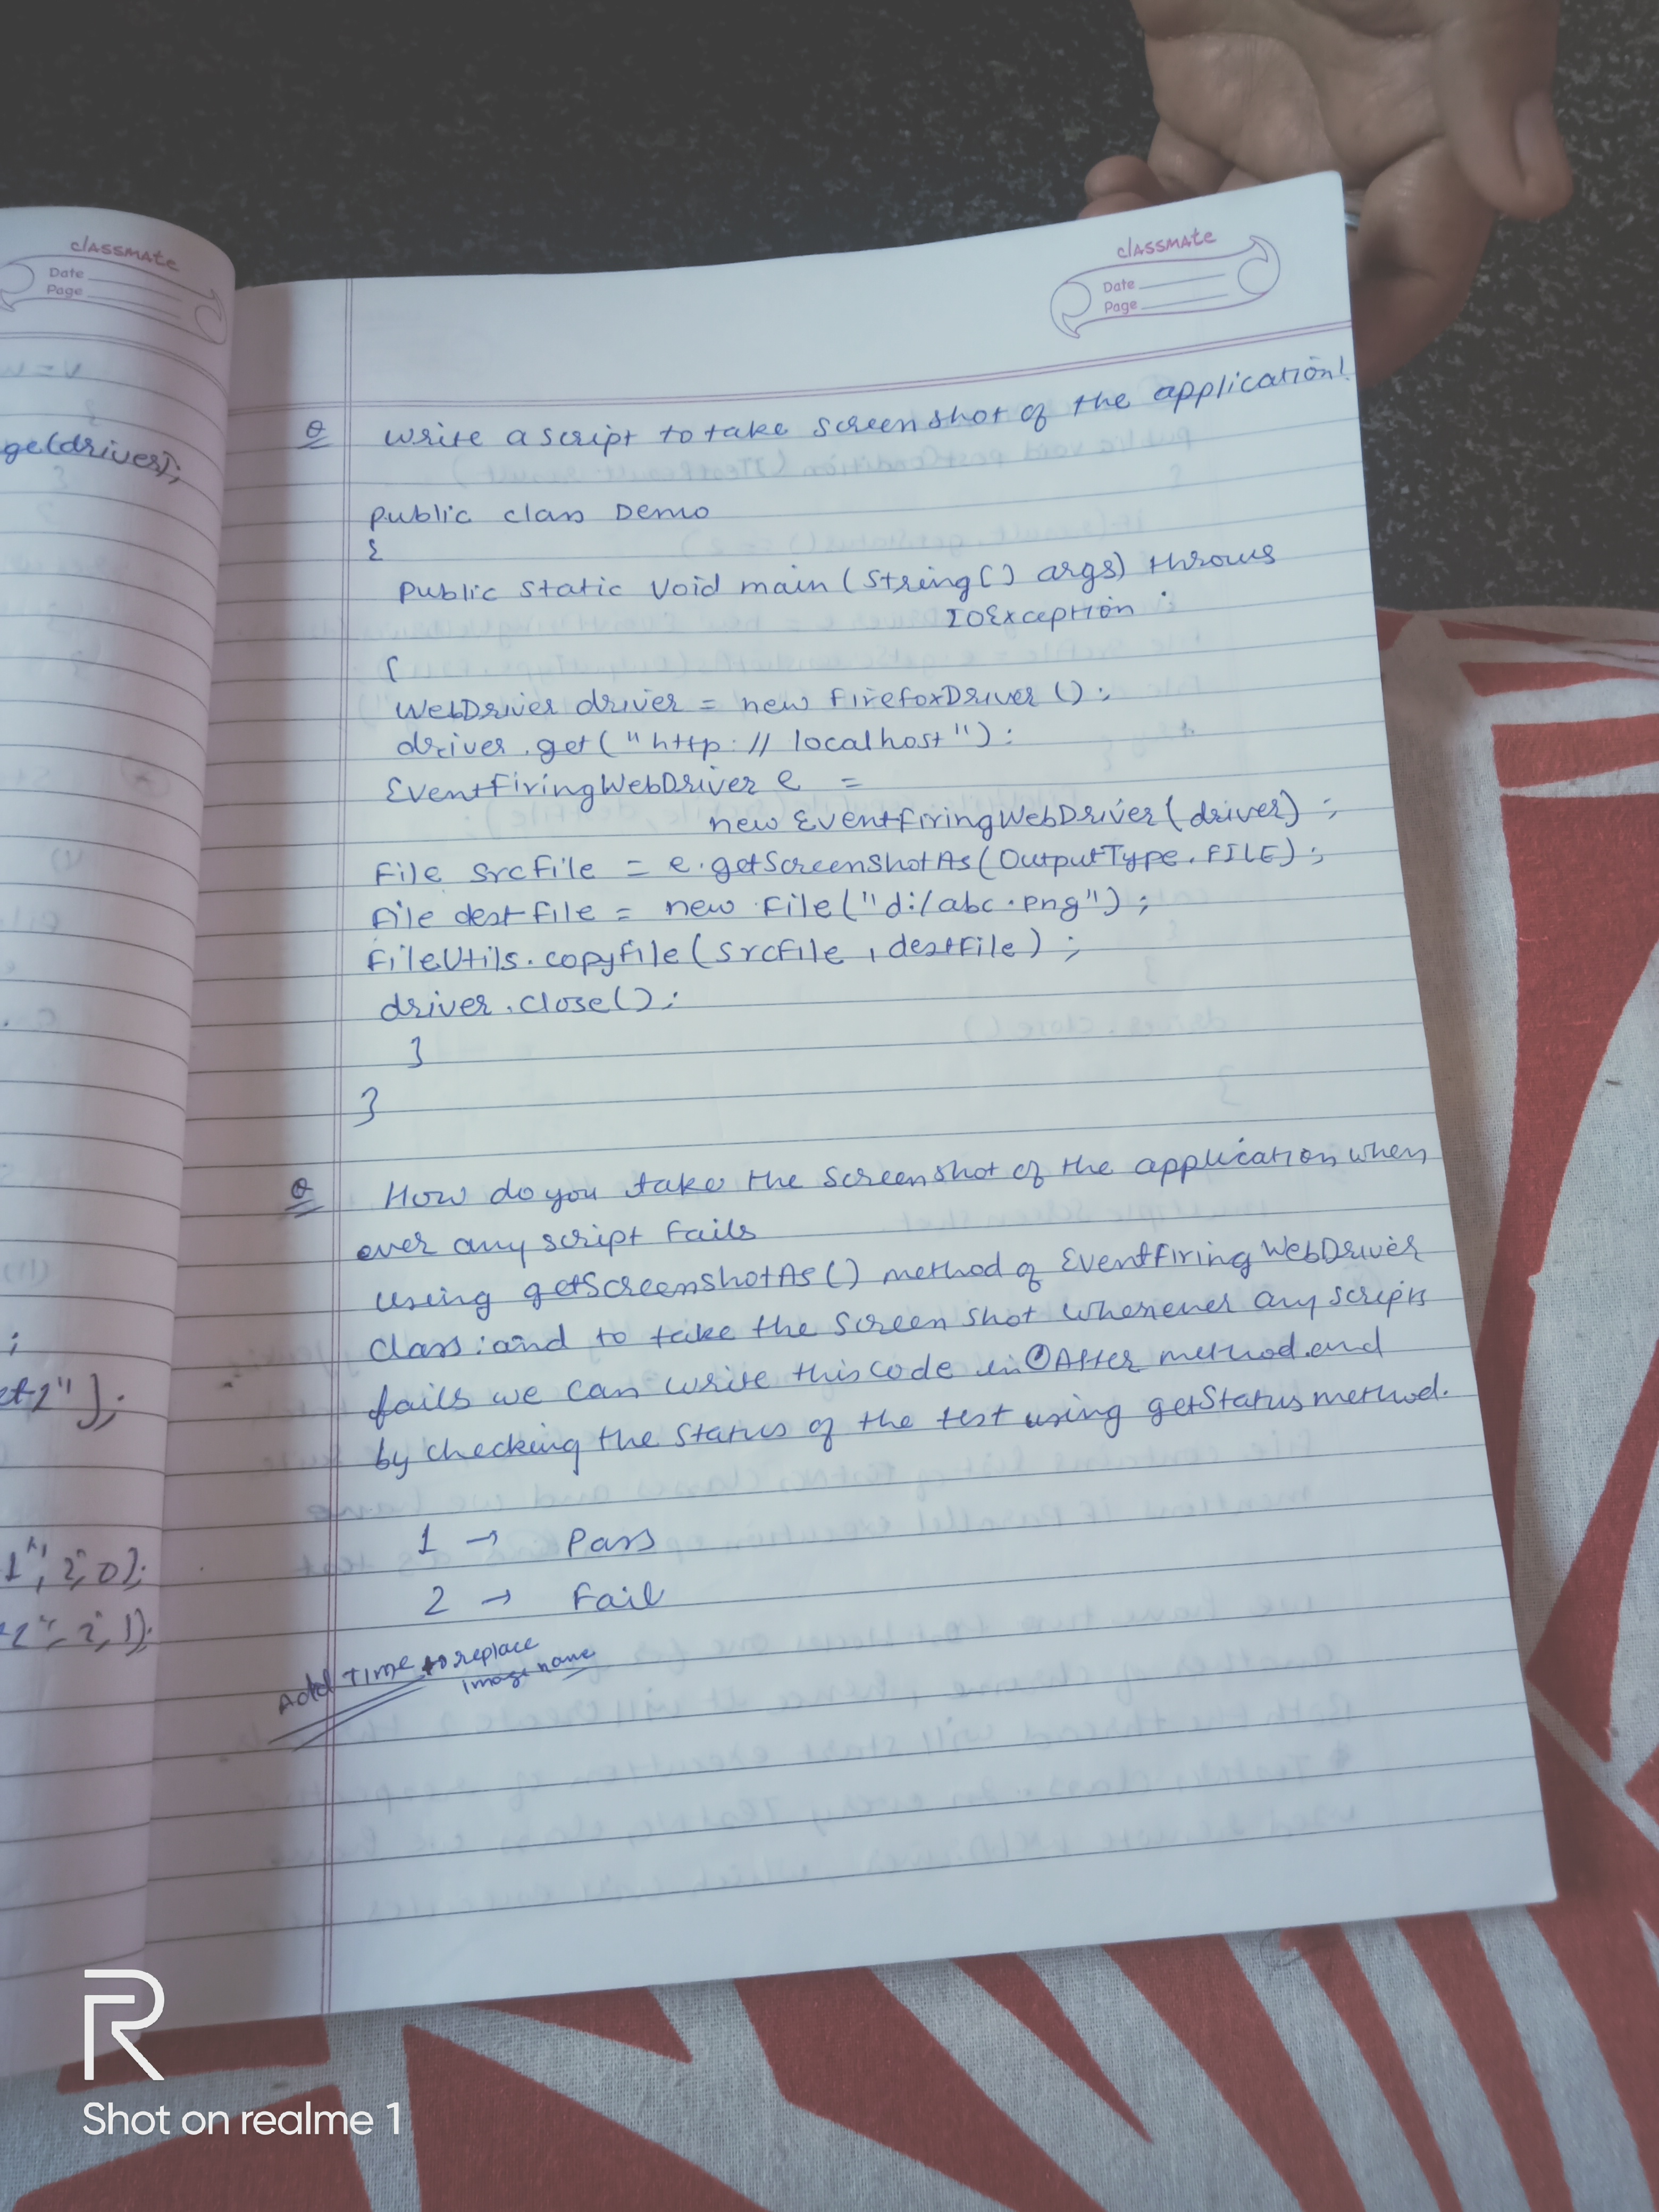 classmate
Date
Page
ge(driver);
;
et2");
1", 2, 0);
2", 2, 1);
classmate
Date
Page
Q Write a script to take screenshot of the application!
public class Demo
{
Public static void main (String[] args) throws
IOException
{
WebDriver driver = new FirefoxDriver ();
driver.get("http://localhost");
EventFiringWebDriver e =
new EventFiringWebDriver(driver);
File srcFile = e.getScreenshotAs(OutputType.FILE);
File destFile = new File("d:/abc.png");
FileUtils.copyFile(srcFile, destFile);
driver.close();
}
}
Q How do you take the screenshot of the application when
ever any script fails
using getScreenshotAs() method of EventFiringWebDriver
class: and to take the screen shot whenever any scripts
fails we can write this code in @After method.and
by checking the status of the test using getStatus method.
1 → Pass
2 → Fail
Add time to replace
image name
R
Shot on realme 1